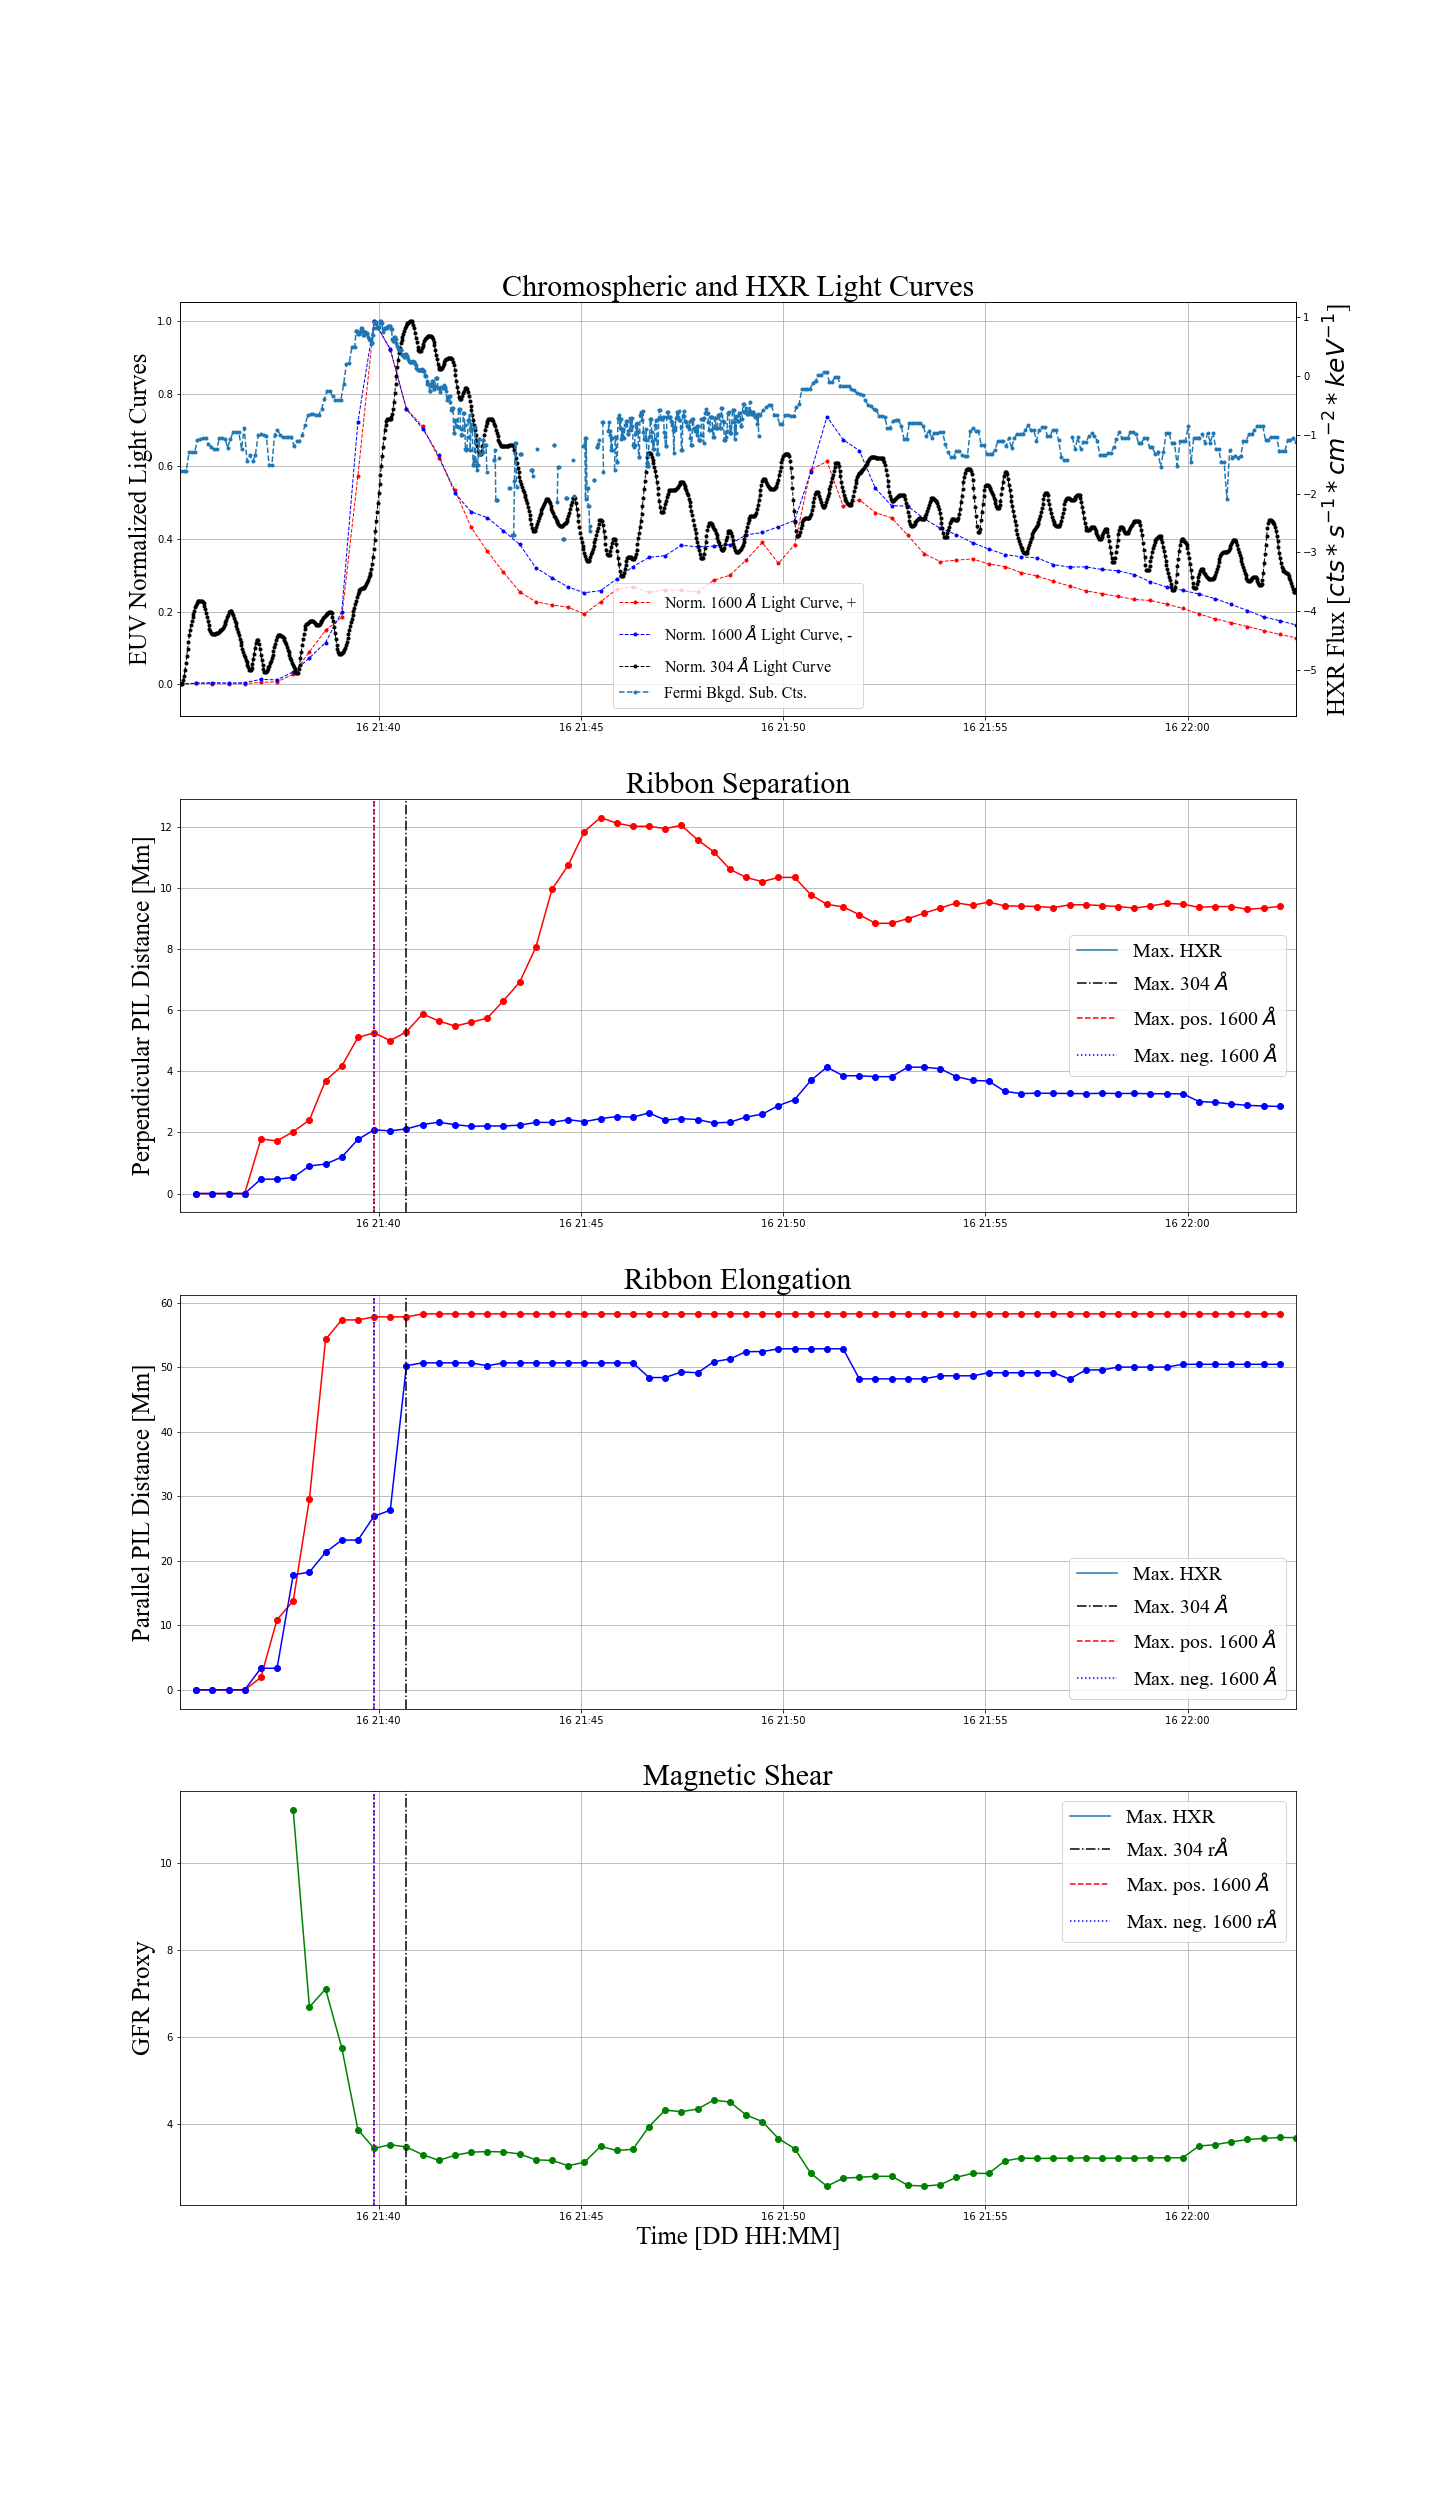 Chromospheric and HXR Light Curves
EUV Normalized Light Curves
1.0
0.8
0.6
0.4
0.2
0.0
1
0
−1
−2
−3
−4
−5
HXR Flux [cts * s⁻¹ * cm⁻² * keV⁻¹]
Norm. 1600 Å Light Curve, +
Norm. 1600 Å Light Curve, -
Norm. 304 Å Light Curve
Fermi Bkgd. Sub. Cts.
16 21:40 16 21:45 16 21:50 16 21:55 16 22:00
Ribbon Separation
Perpendicular PIL Distance [Mm]
12
10
8
6
4
2
0
Max. HXR
Max. 304 Å
Max. pos. 1600 Å
Max. neg. 1600 Å
16 21:40 16 21:45 16 21:50 16 21:55 16 22:00
Ribbon Elongation
Parallel PIL Distance [Mm]
60
50
40
30
20
10
0
Max. HXR
Max. 304 Å
Max. pos. 1600 Å
Max. neg. 1600 Å
16 21:40 16 21:45 16 21:50 16 21:55 16 22:00
Magnetic Shear
GFR Proxy
10
8
6
4
Max. HXR
Max. 304 rÅ
Max. pos. 1600 Å
Max. neg. 1600 rÅ
16 21:40 16 21:45 16 21:50 16 21:55 16 22:00
Time [DD HH:MM]